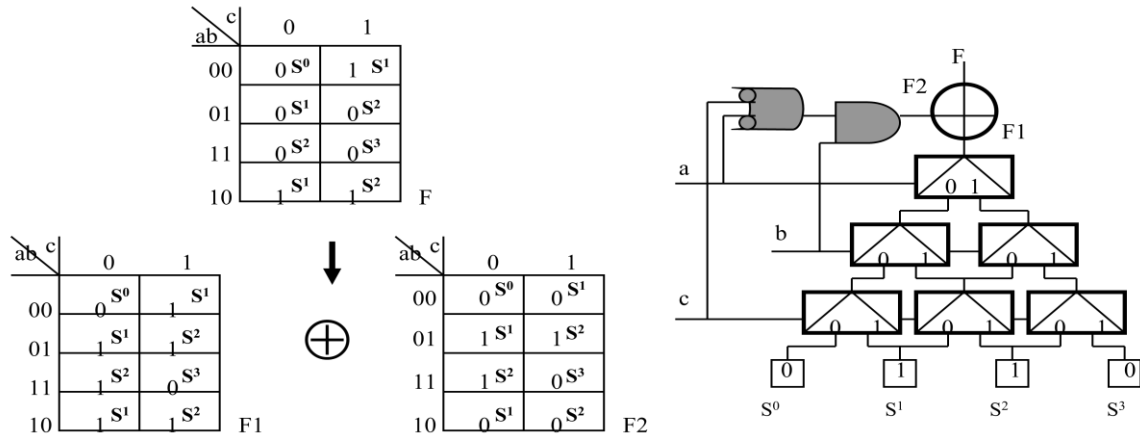 c
ab 0 1
00 0 S⁰ 1 S¹
01 0 S¹ 0 S²
11 0 S² 0 S³
10 1 S¹ 1 S² F
ab c
0 1
00 0 S⁰ 1 S¹
01 1 S¹ 1 S²
11 1 S² 0 S³
10 1 S¹ 1 S² F1
ab c
0 1
00 0 S⁰ 0 S¹
01 1 S¹ 1 S²
11 1 S² 0 S³
10 0 S¹ 0 S² F2
F
F2
F1
a
0 1
b
0 1 0 1
c
0 1 0 1 0 1
0 1 1 0
S⁰ S¹ S² S³